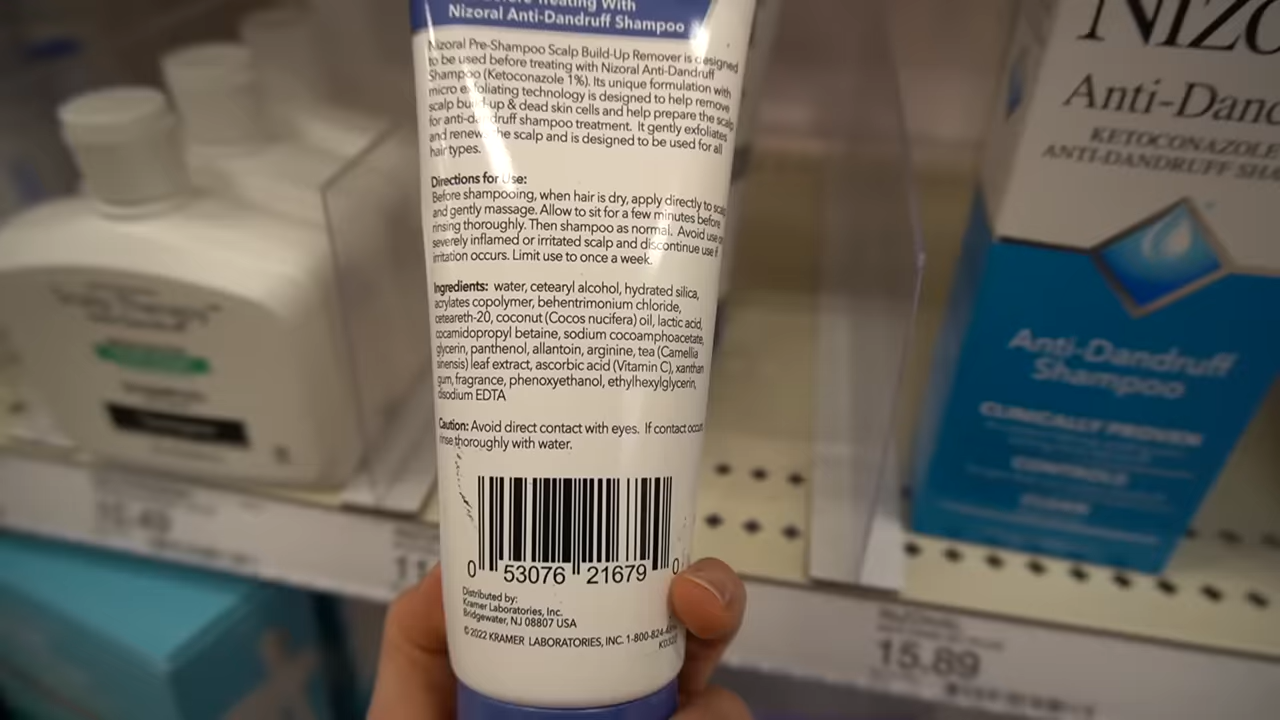 Treating With
Nizoral Anti-Dandruff Shampoo
Nizoral Pre-Shampoo Scalp Build-Up Remover is designed
to be used before treating with Nizoral Anti-Dandruff
Shampoo (Ketoconazole 1%). Its unique formulation with
micro exfoliating technology is designed to help remove
scalp build-up & dead skin cells and help prepare the scalp
for anti-dandruff shampoo treatment. It gently exfoliates
and renews the scalp and is designed to be used for all
hair types.
Directions for Use:
Before shampooing, when hair is dry, apply directly to scalp
and gently massage. Allow to sit for a few minutes before
rinsing thoroughly. Then shampoo as normal. Avoid use on
severely inflamed or irritated scalp and discontinue use if
irritation occurs. Limit use to once a week.
Ingredients: water, cetearyl alcohol, hydrated silica,
acrylates copolymer, behentrimonium chloride,
ceteareth-20, coconut (Cocos nucifera) oil, lactic acid,
cocamidopropyl betaine, sodium cocoamphoacetate,
glycerin, panthenol, allantoin, arginine, tea (Camellia
sinensis) leaf extract, ascorbic acid (Vitamin C), xanthan
gum, fragrance, phenoxyethanol, ethylhexylglycerin,
disodium EDTA
Caution: Avoid direct contact with eyes. If contact occurs
rinse thoroughly with water.
0 53076 21679 0
Distributed by:
Kramer Laboratories, Inc.
Bridgewater, NJ 08807 USA
©2022 KRAMER LABORATORIES, INC. 1-800-824-48
NIZO
Anti-Danc
KETOCONAZOLE
ANTI-DANDRUFF SHA
Anti-Dandruff
Shampoo
CLINICALLY PROVEN
CONTROLS
15.49
11
15.89